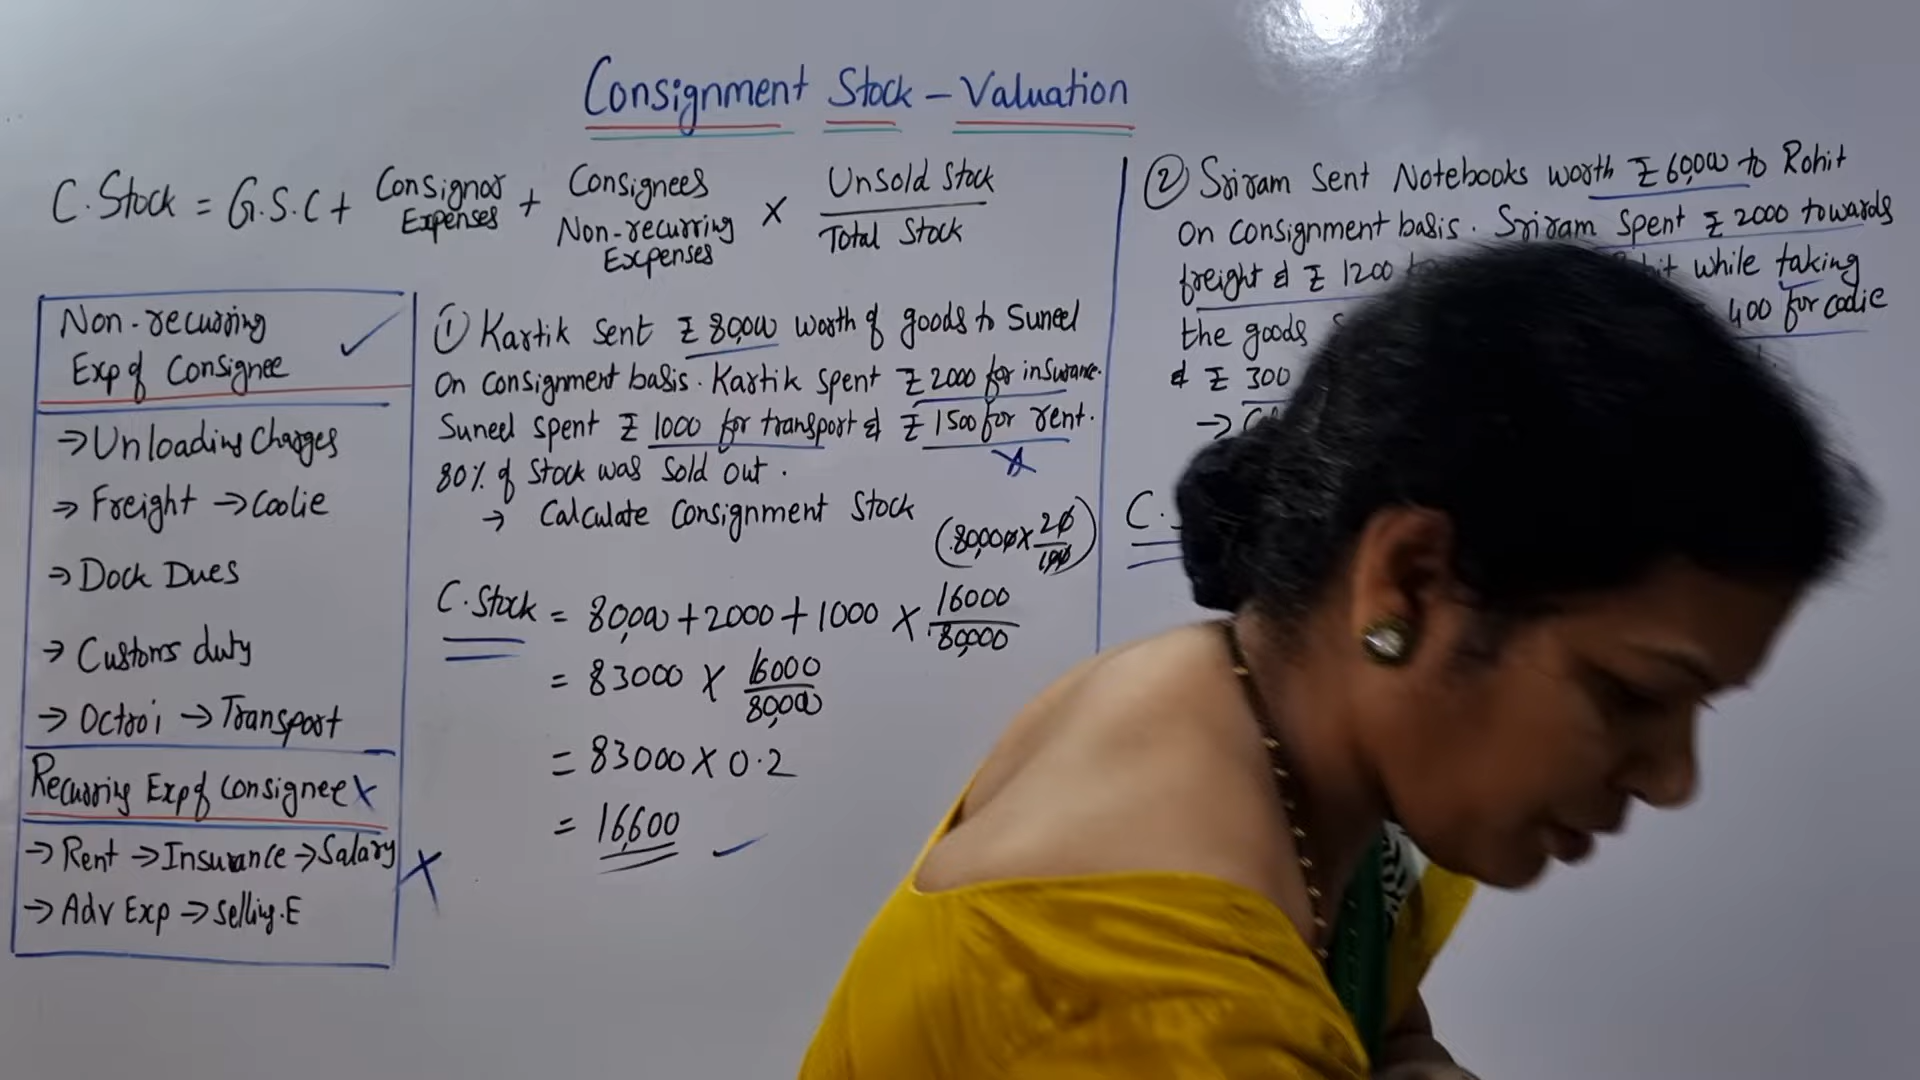 Consignment Stock - Valuation
C. Stock = G.S.C + Consignor Expenses + Consignees Non-recurring Expenses X Unsold Stock / Total Stock
Non-recurring
Exp of Consignee ✓
→ Unloading Charges
→ Freight → Coolie
→ Dock Dues
→ Customs duty
→ Octroi → Transport
Recurring Exp of Consignee X
→ Rent → Insurance → Salary X
→ Adv Exp → Selling.E
① Kartik sent ₹ 80,000 worth of goods to Suneel
on consignment basis. Kartik spent ₹ 2000 for insurance.
Suneel spent ₹ 1000 for transport & ₹ 1500 for rent.
X
80% of stock was sold out.
→ Calculate Consignment Stock
(80,000 x 20/100)
C. Stock = 80,000 + 2000 + 1000 X 16000/80,000
= 83000 X 16000/80,000
= 83000 X 0.2
= 16,600 ✓
② Sriram sent Notebooks worth ₹ 60,000 to Rohit
on consignment basis. Sriram spent ₹ 2000 towards
freight & ₹ 1200 while taking
the goods 400 for coolie
& ₹ 300
→
C.